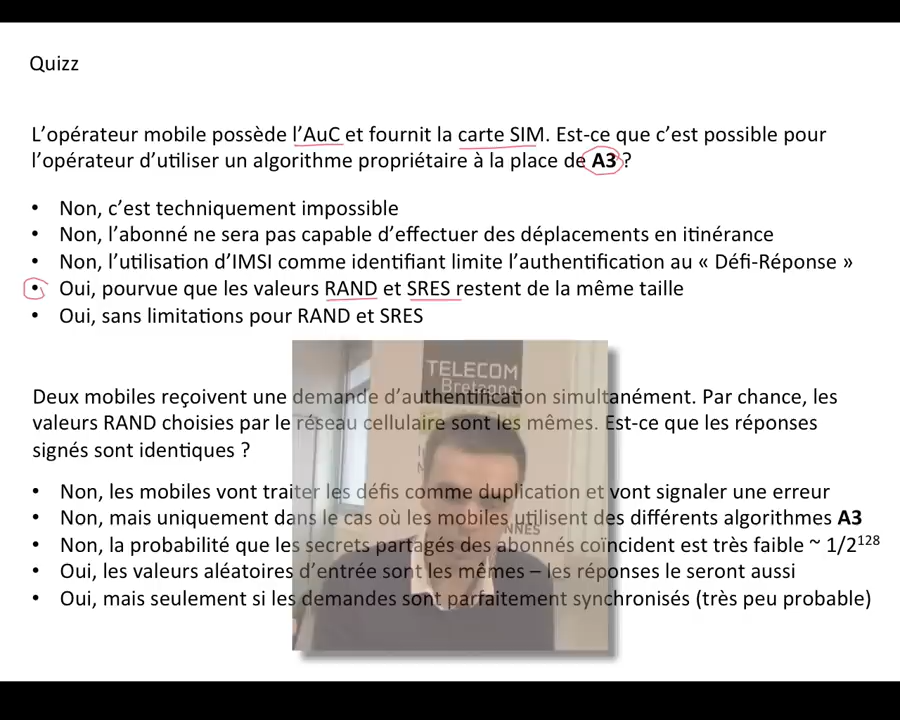 Quizz
L’opérateur mobile possède l’AuC et fournit la carte SIM. Est-ce que c’est possible pour
l’opérateur d’utiliser un algorithme propriétaire à la place de A3 ?
• Non, c’est techniquement impossible
• Non, l’abonné ne sera pas capable d’effectuer des déplacements en itinérance
• Non, l’utilisation d’IMSI comme identifiant limite l’authentification au « Défi-Réponse »
• Oui, pourvue que les valeurs RAND et SRES restent de la même taille
• Oui, sans limitations pour RAND et SRES
TELECOM
Bretagne
Deux mobiles reçoivent une demande d’authentification simultanément. Par chance, les
valeurs RAND choisies par le réseau cellulaire sont les mêmes. Est-ce que les réponses
signés sont identiques ?
• Non, les mobiles vont traiter les défis comme duplication et vont signaler une erreur
• Non, mais uniquement dans le cas où les mobiles utilisent des différents algorithmes A3
• Non, la probabilité que les secrets partagés des abonnés coïncident est très faible ~ 1/2^128
• Oui, les valeurs aléatoires d’entrée sont les mêmes – les réponses le seront aussi
• Oui, mais seulement si les demandes sont parfaitement synchronisés (très peu probable)